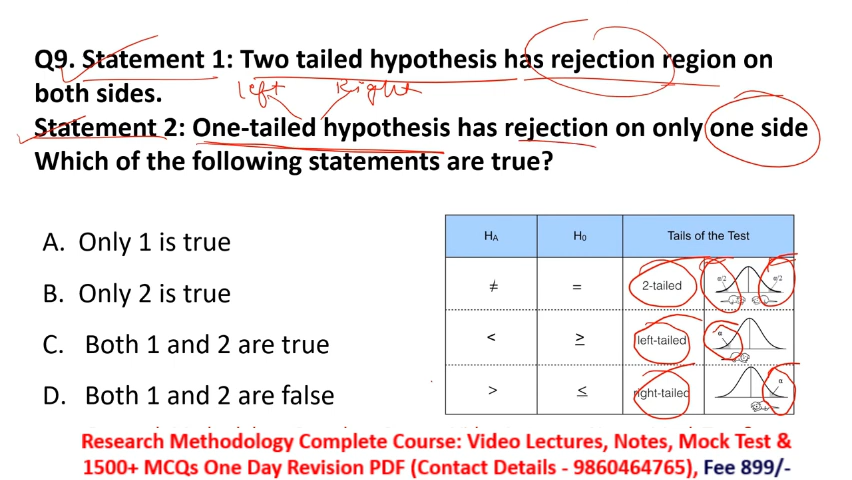 Q9. Statement 1: Two tailed hypothesis has rejection region on
both sides.
left Right
Statement 2: One-tailed hypothesis has rejection on only one side
Which of the following statements are true?
A. Only 1 is true
B. Only 2 is true
C. Both 1 and 2 are true
D. Both 1 and 2 are false
HA H0 Tails of the Test
≠ = 2-tailed α/2 α/2
< ≥ left-tailed α
> ≤ right-tailed α
Research Methodology Complete Course: Video Lectures, Notes, Mock Test &
1500+ MCQs One Day Revision PDF (Contact Details - 9860464765), Fee 899/-